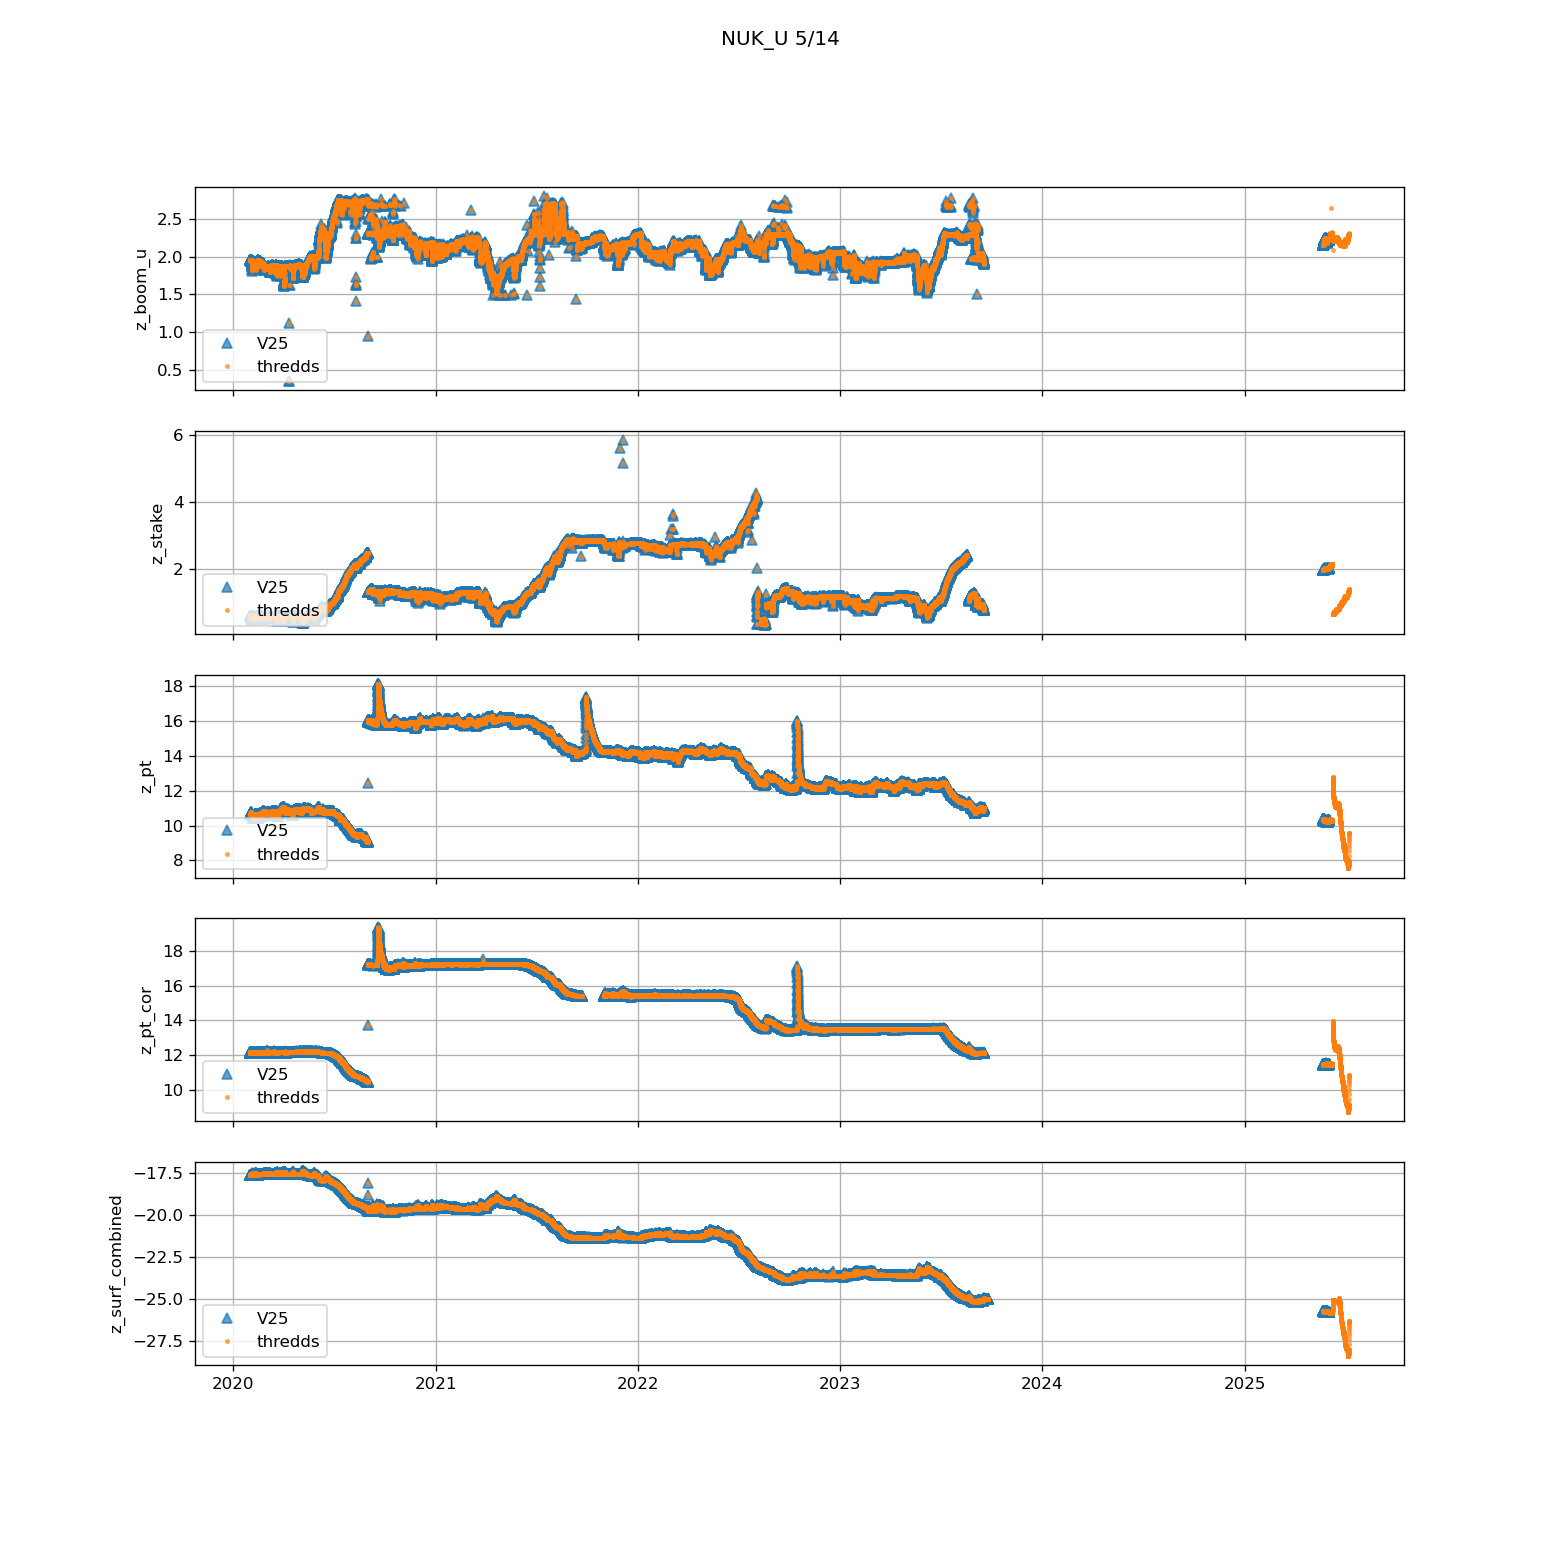 NUK_U 5/14
z_boom_u
2.5
2.0
1.5
1.0
0.5
V25
thredds
z_stake
6
4
2
V25
thredds
z_pt
18
16
14
12
10
8
V25
thredds
z_pt_cor
18
16
14
12
10
V25
thredds
z_surf_combined
−17.5
−20.0
−22.5
−25.0
−27.5
V25
thredds
2020 2021 2022 2023 2024 2025